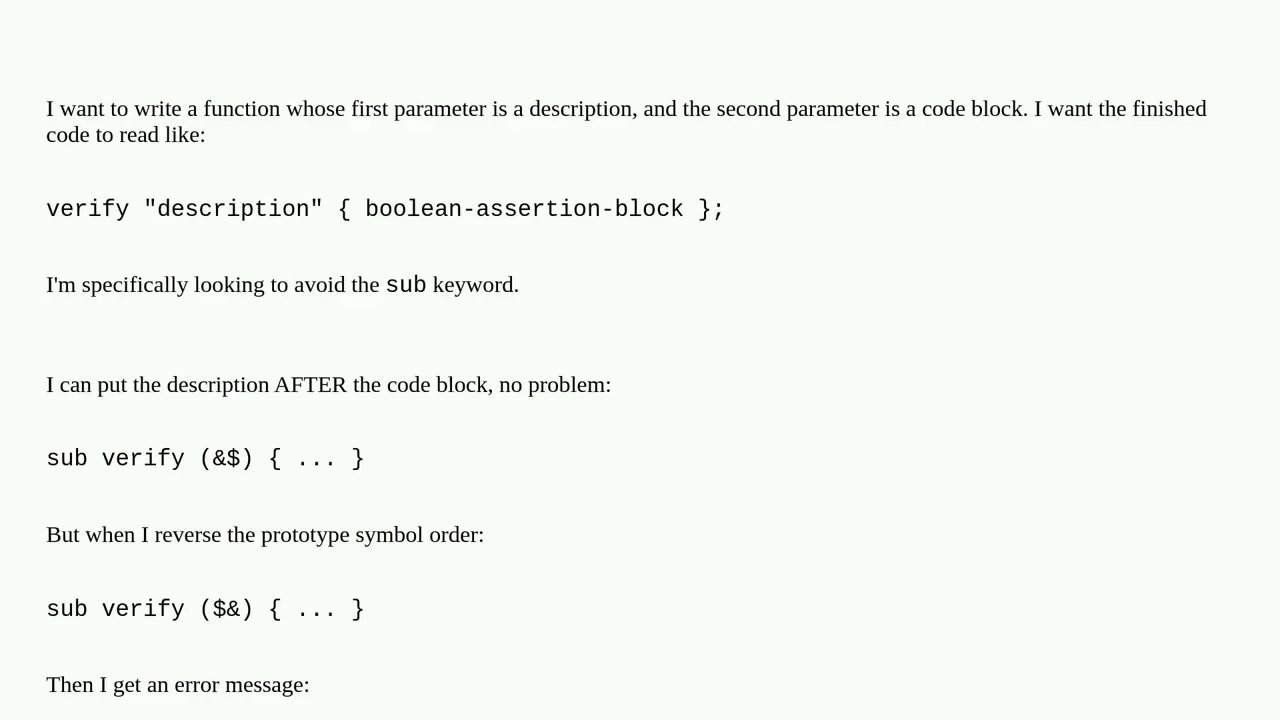 I want to write a function whose first parameter is a description, and the second parameter is a code block. I want the finished
code to read like:
verify "description" { boolean-assertion-block };
I'm specifically looking to avoid the sub keyword.
I can put the description AFTER the code block, no problem:
sub verify (&$) { ... }
But when I reverse the prototype symbol order:
sub verify ($&) { ... }
Then I get an error message: